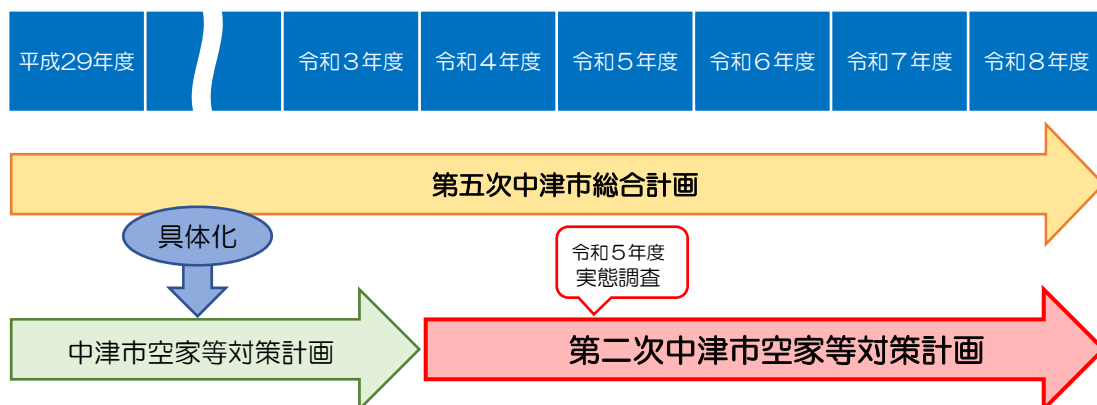 平成29年度
令和3年度
令和4年度
令和5年度
令和6年度
令和7年度
令和8年度
第五次中津市総合計画
具体化
令和5年度
実態調査
中津市空家等対策計画
第二次中津市空家等対策計画